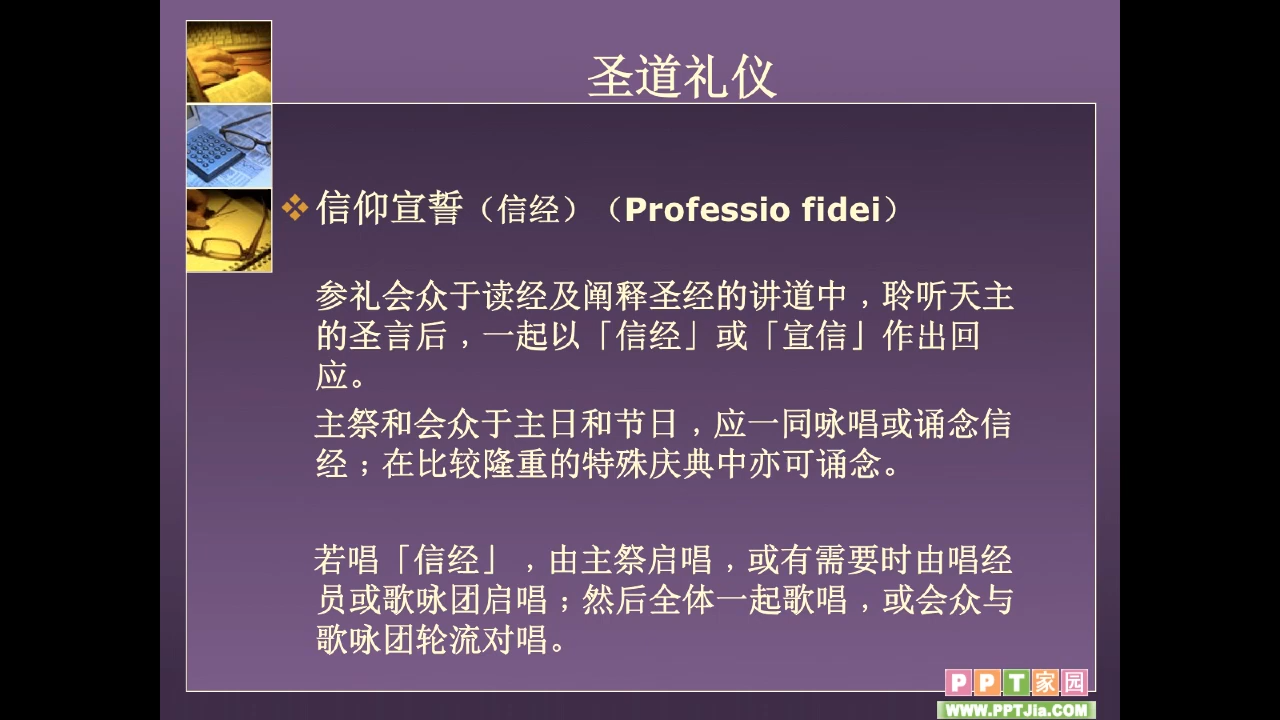 圣道礼仪
信仰宣誓（信经）（Professio fidei）
参礼会众于读经及阐释圣经的讲道中，聆听天主
的圣言后，一起以「信经」或「宣信」作出回
应。
主祭和会众于主日和节日，应一同咏唱或诵念信
经；在比较隆重的特殊庆典中亦可诵念。
若唱「信经」，由主祭启唱，或有需要时由唱经
员或歌咏团启唱；然后全体一起歌唱，或会众与
歌咏团轮流对唱。
PPT家园
WWW.PPTJia.COM